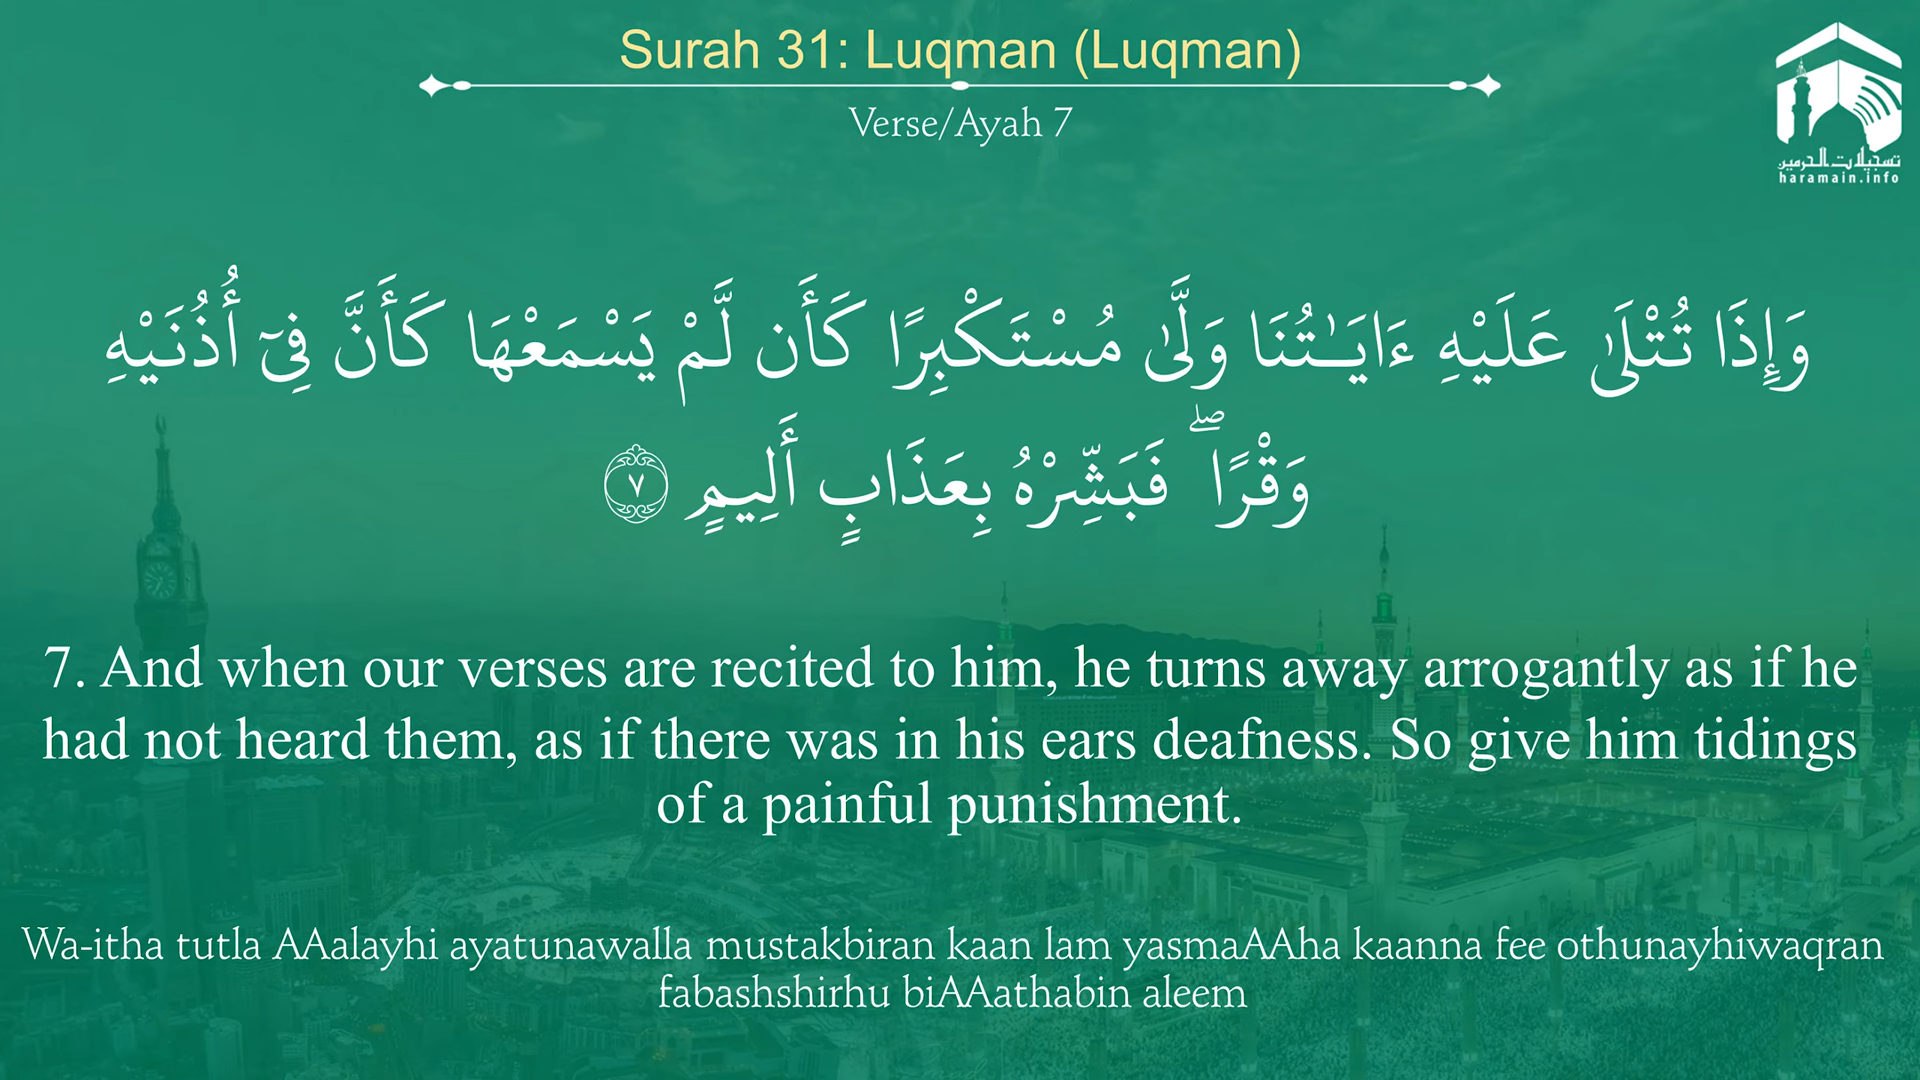 Surah 31: Luqman (Luqman)
Verse/Ayah 7
تسجيلات الحرمين
haramain.info
وَإِذَا تُتْلَىٰ عَلَيْهِ ءَايَـٰتُنَا وَلَّىٰ مُسْتَكْبِرًا كَأَن لَّمْ يَسْمَعْهَا كَأَنَّ فِىٓ أُذُنَيْهِ
وَقْرًا ۖ فَبَشِّرْهُ بِعَذَابٍ أَلِيمٍ ٧
7. And when our verses are recited to him, he turns away arrogantly as if he
had not heard them, as if there was in his ears deafness. So give him tidings
of a painful punishment.
Wa-itha tutla AAalayhi ayatunawalla mustakbiran kaan lam yasmaAAha kaanna fee othunayhiwaqran
fabashshirhu biAAathabin aleem